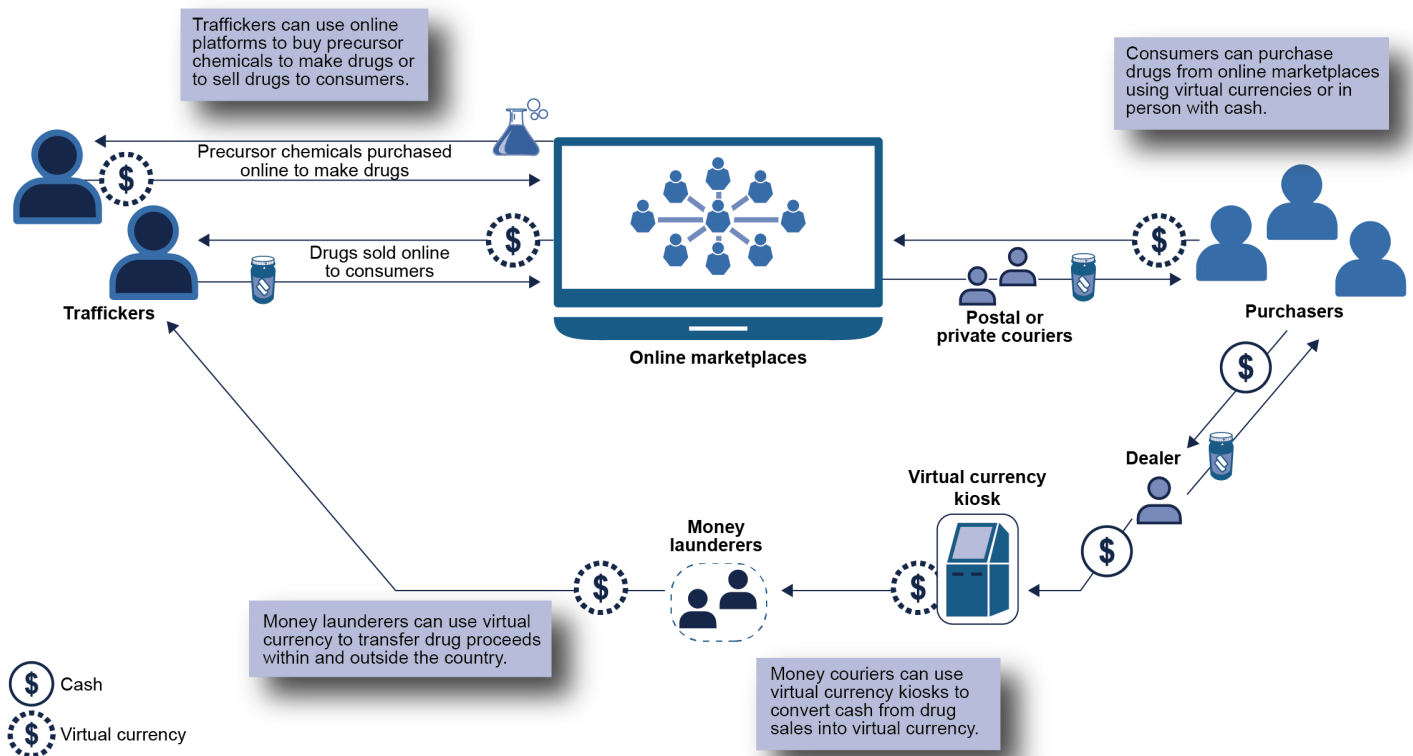 Traffickers can use online
platforms to buy precursor
chemicals to make drugs or
to sell drugs to consumers.
Consumers can purchase
drugs from online marketplaces
using virtual currencies or in
person with cash.
Precursor chemicals purchased
online to make drugs
$
Drugs sold online
to consumers
$
$
Traffickers
Online marketplaces
Postal or
private couriers
Purchasers
$
Dealer
Virtual currency
kiosk
Money
launderers
$
$
$
Money launderers can use virtual
currency to transfer drug proceeds
within and outside the country.
Money couriers can use
virtual currency kiosks to
convert cash from drug
sales into virtual currency.
$ Cash
$ Virtual currency